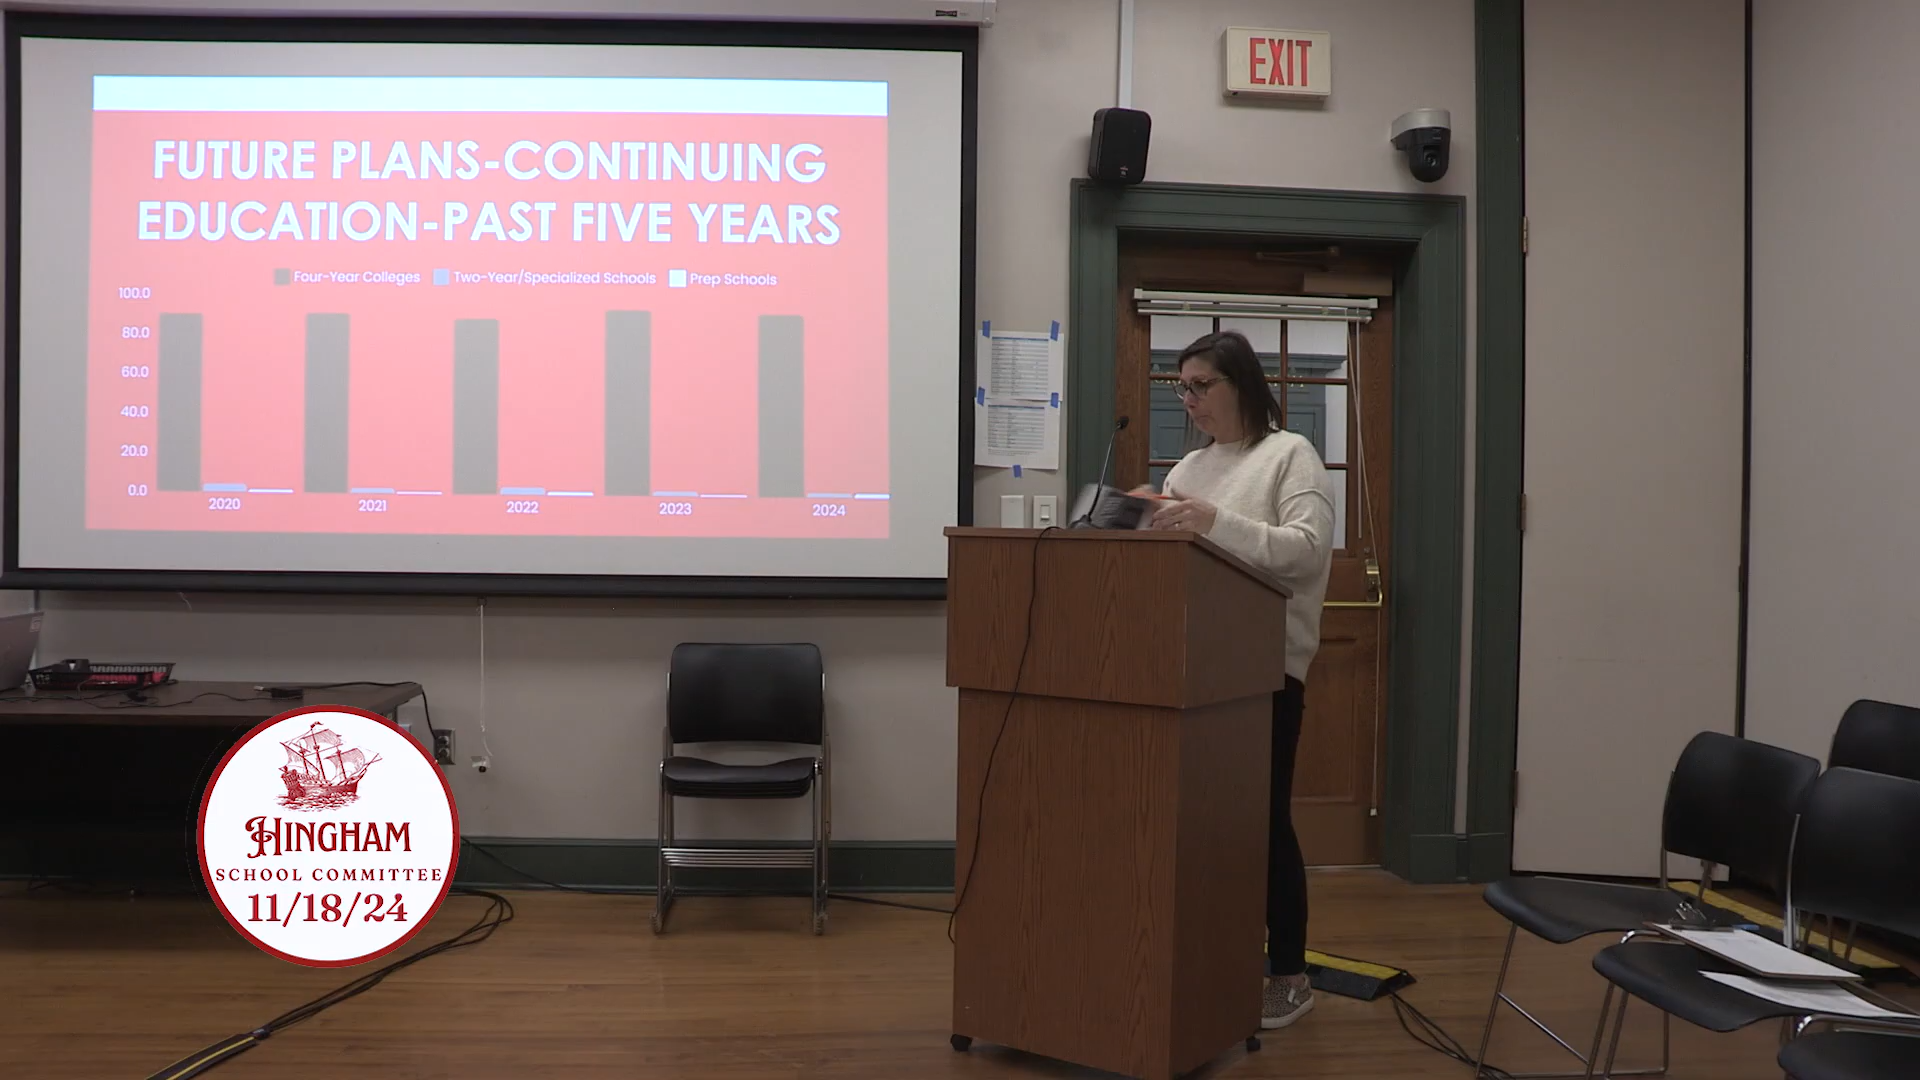 EXIT
FUTURE PLANS-CONTINUING
EDUCATION-PAST FIVE YEARS
Four-Year Colleges Two-Year/Specialized Schools Prep Schools
100.0
80.0
60.0
40.0
20.0
0.0
2020 2021 2022 2023 2024
HINGHAM
SCHOOL COMMITTEE
11/18/24